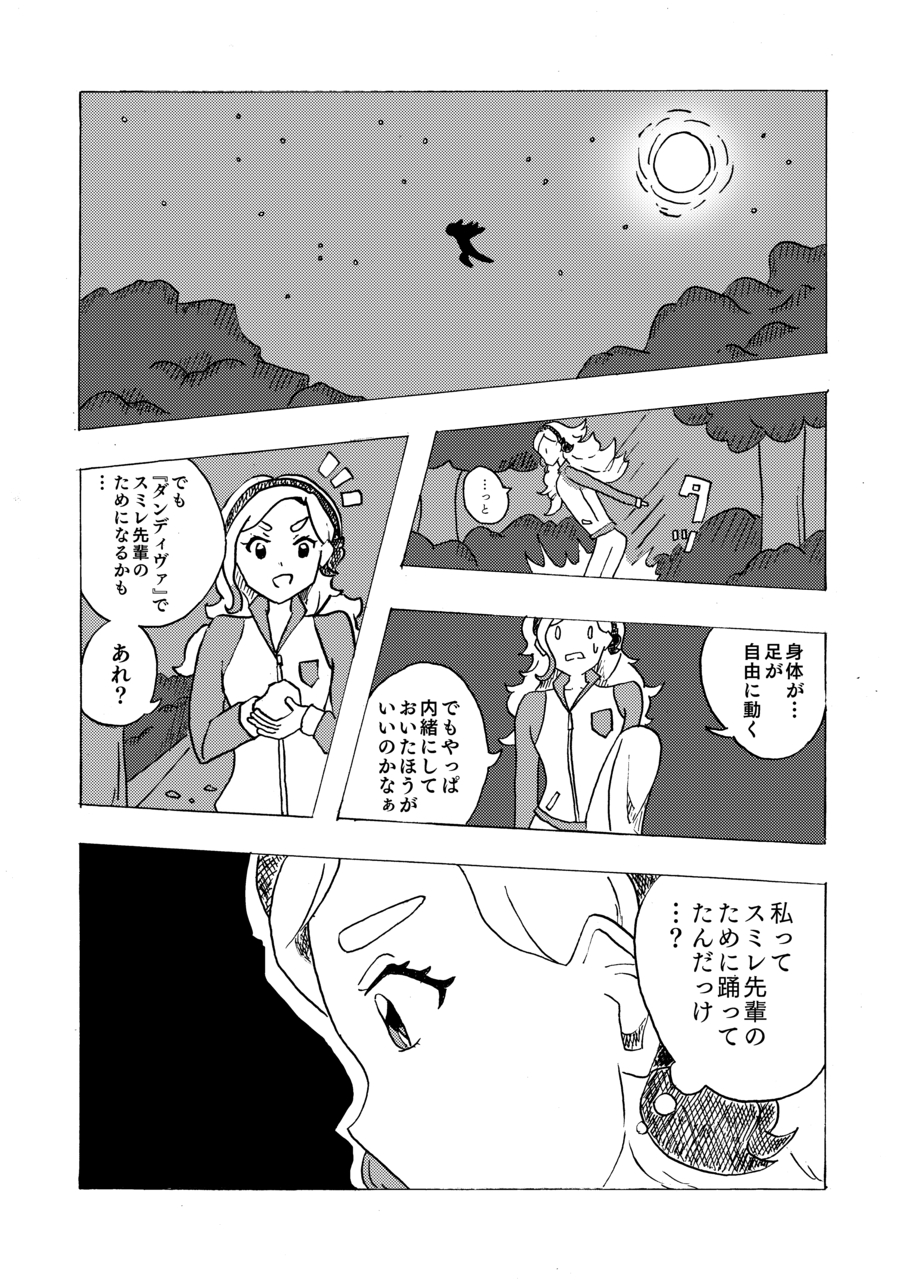 …っと
タッ
身体が…
足が
自由に動く
でもやっぱ
内緒にして
おいたほうが
いいのかなぁ
でも
『ダンディヴァ』で
スミレ先輩の
ためになるかも
…
あれ？
私って
スミレ先輩の
ために踊って
たんだっけ
…？